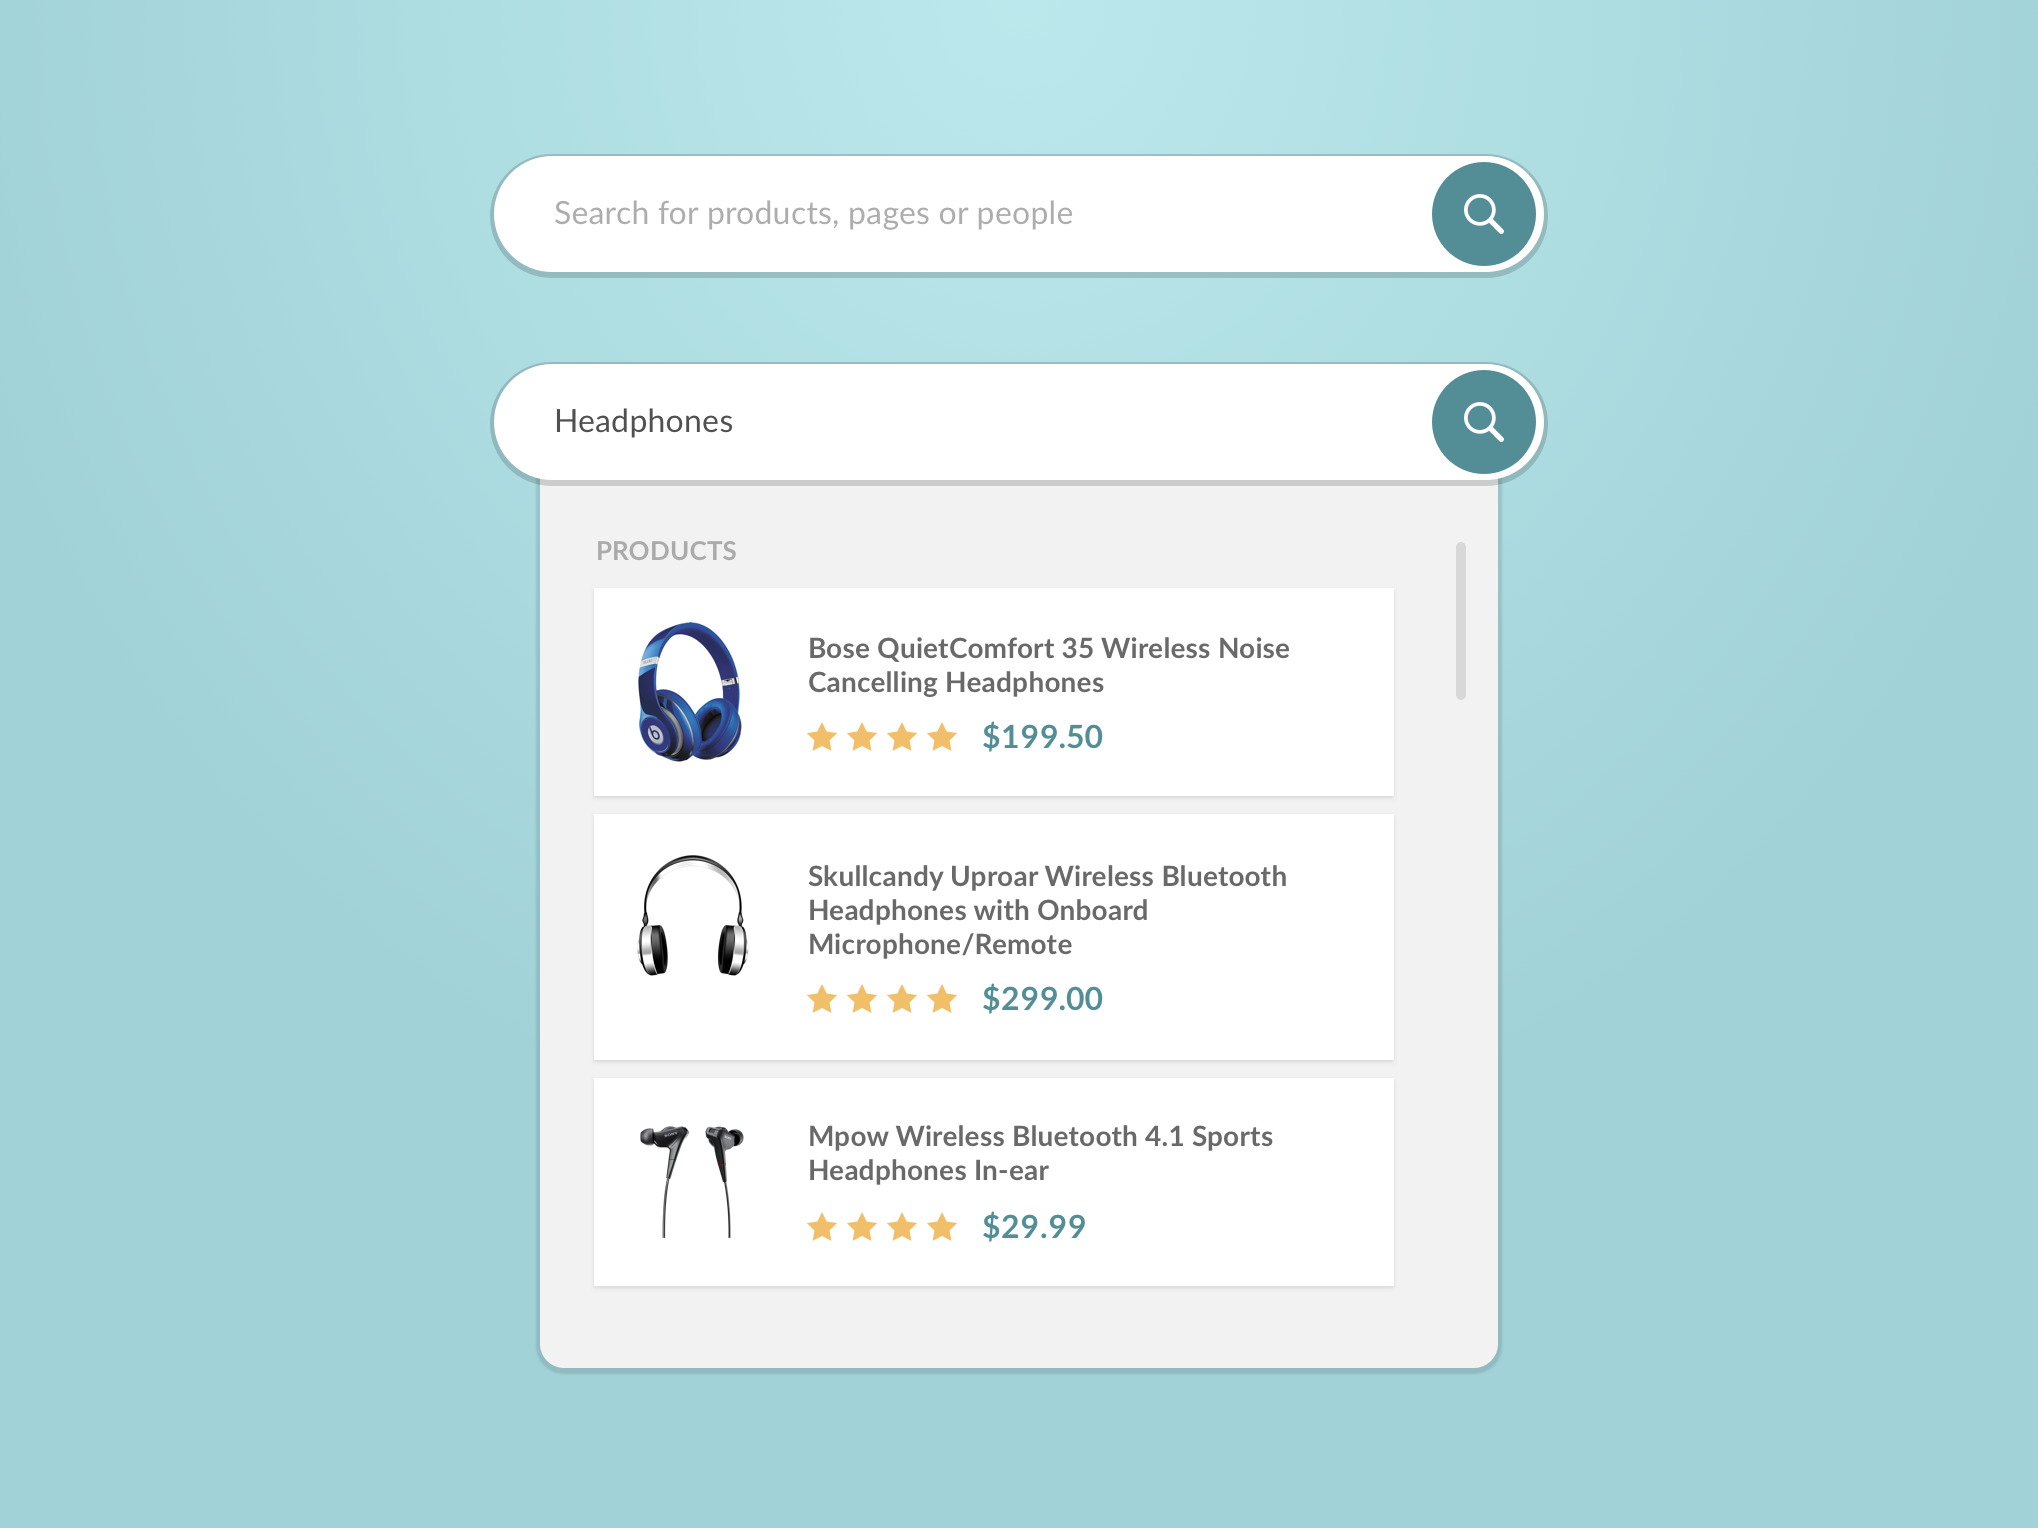 Search for products, pages or people
Headphones
PRODUCTS
Bose QuietComfort 35 Wireless Noise
Cancelling Headphones
$199.50
Skullcandy Uproar Wireless Bluetooth
Headphones with Onboard
Microphone/Remote
$299.00
Mpow Wireless Bluetooth 4.1 Sports
Headphones In-ear
$29.99